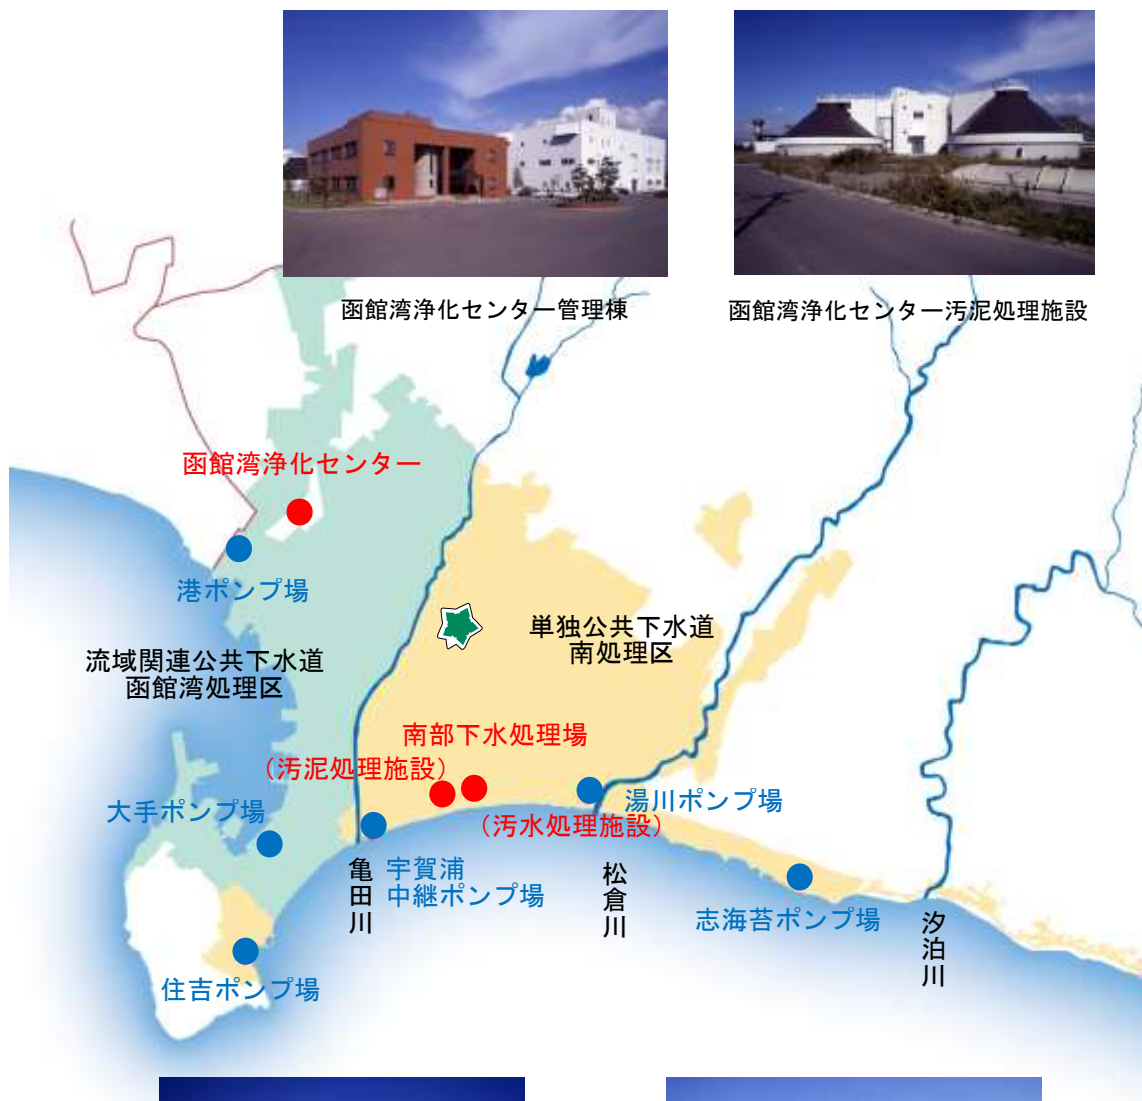 函館湾浄化センター管理棟
函館湾浄化センター汚泥処理施設
函館湾浄化センター
港ポンプ場
単独公共下水道
南処理区
流域関連公共下水道
函館湾処理区
南部下水処理場
（汚泥処理施設）
大手ポンプ場
湯川ポンプ場
（汚水処理施設）
亀田川
宇賀浦
中継ポンプ場
松倉川
志海苔ポンプ場
汐泊川
住吉ポンプ場